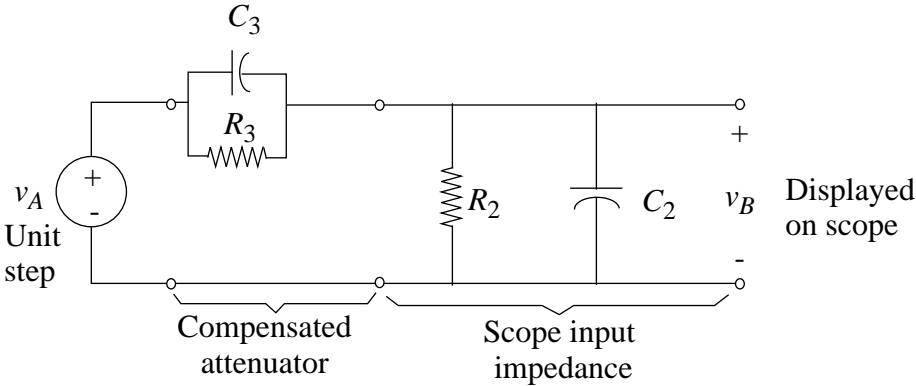 C3
R3
+
vA
+
-
Unit
step
R2
C2
+
vB
-
Displayed
on scope
Compensated
attenuator
Scope input
impedance